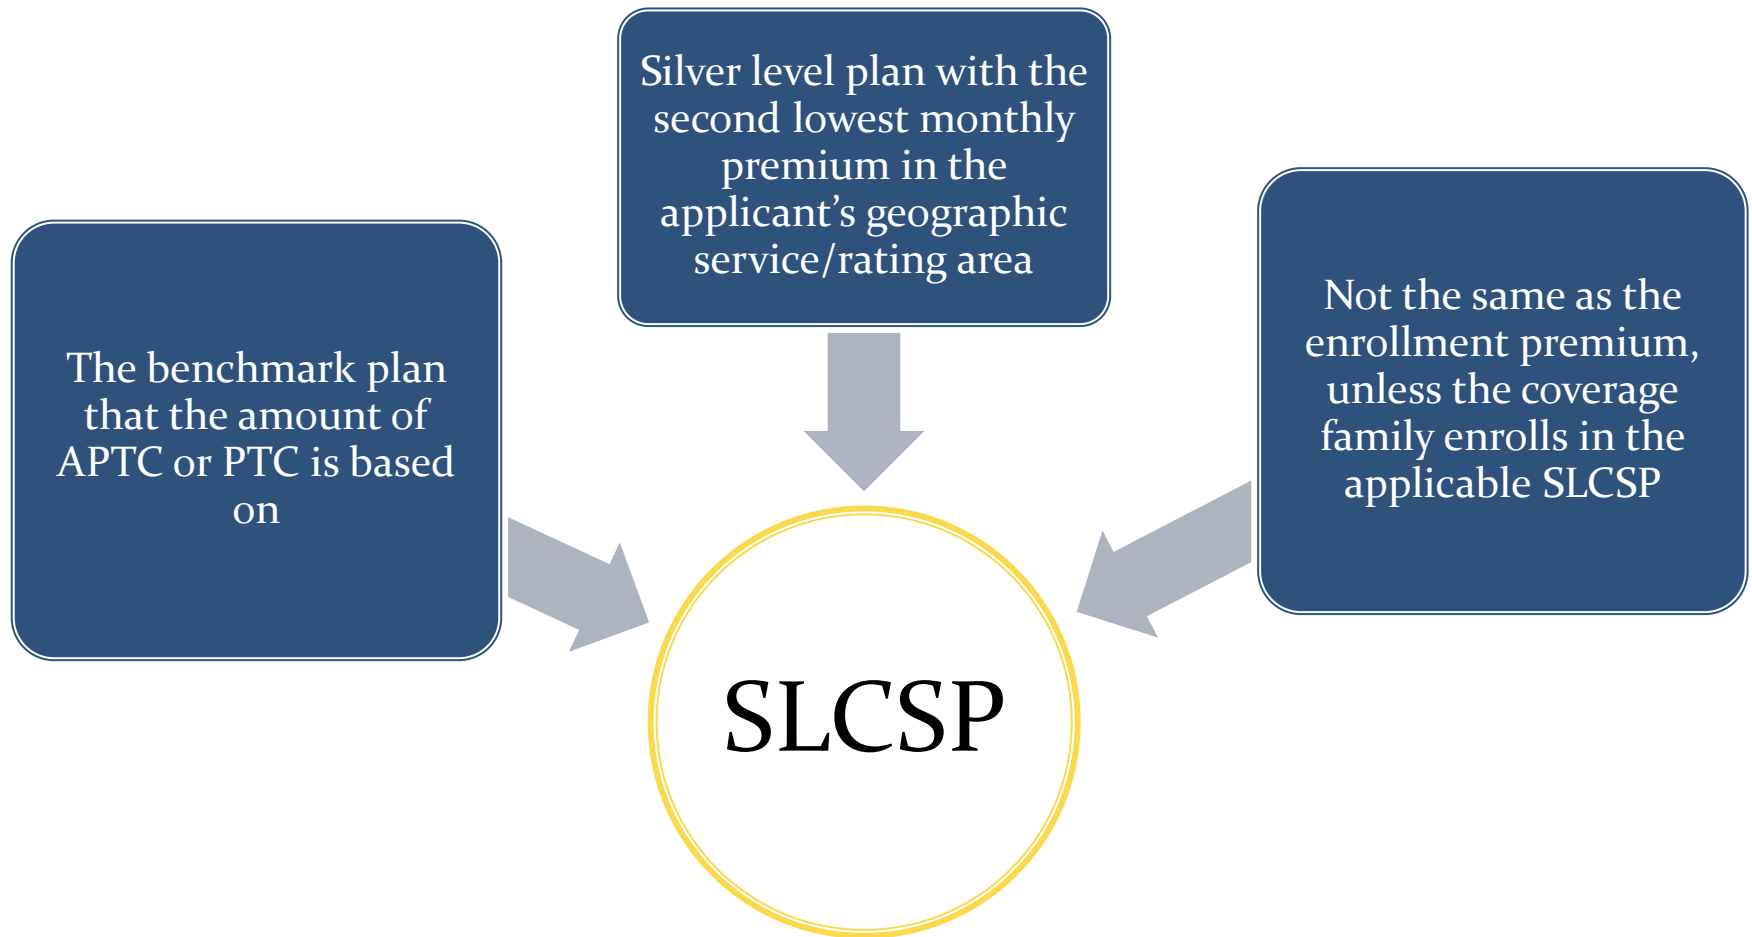 The benchmark plan
that the amount of
APTC or PTC is based
on
Silver level plan with the
second lowest monthly
premium in the
applicant’s geographic
service/rating area
Not the same as the
enrollment premium,
unless the coverage
family enrolls in the
applicable SLCSP
SLCSP